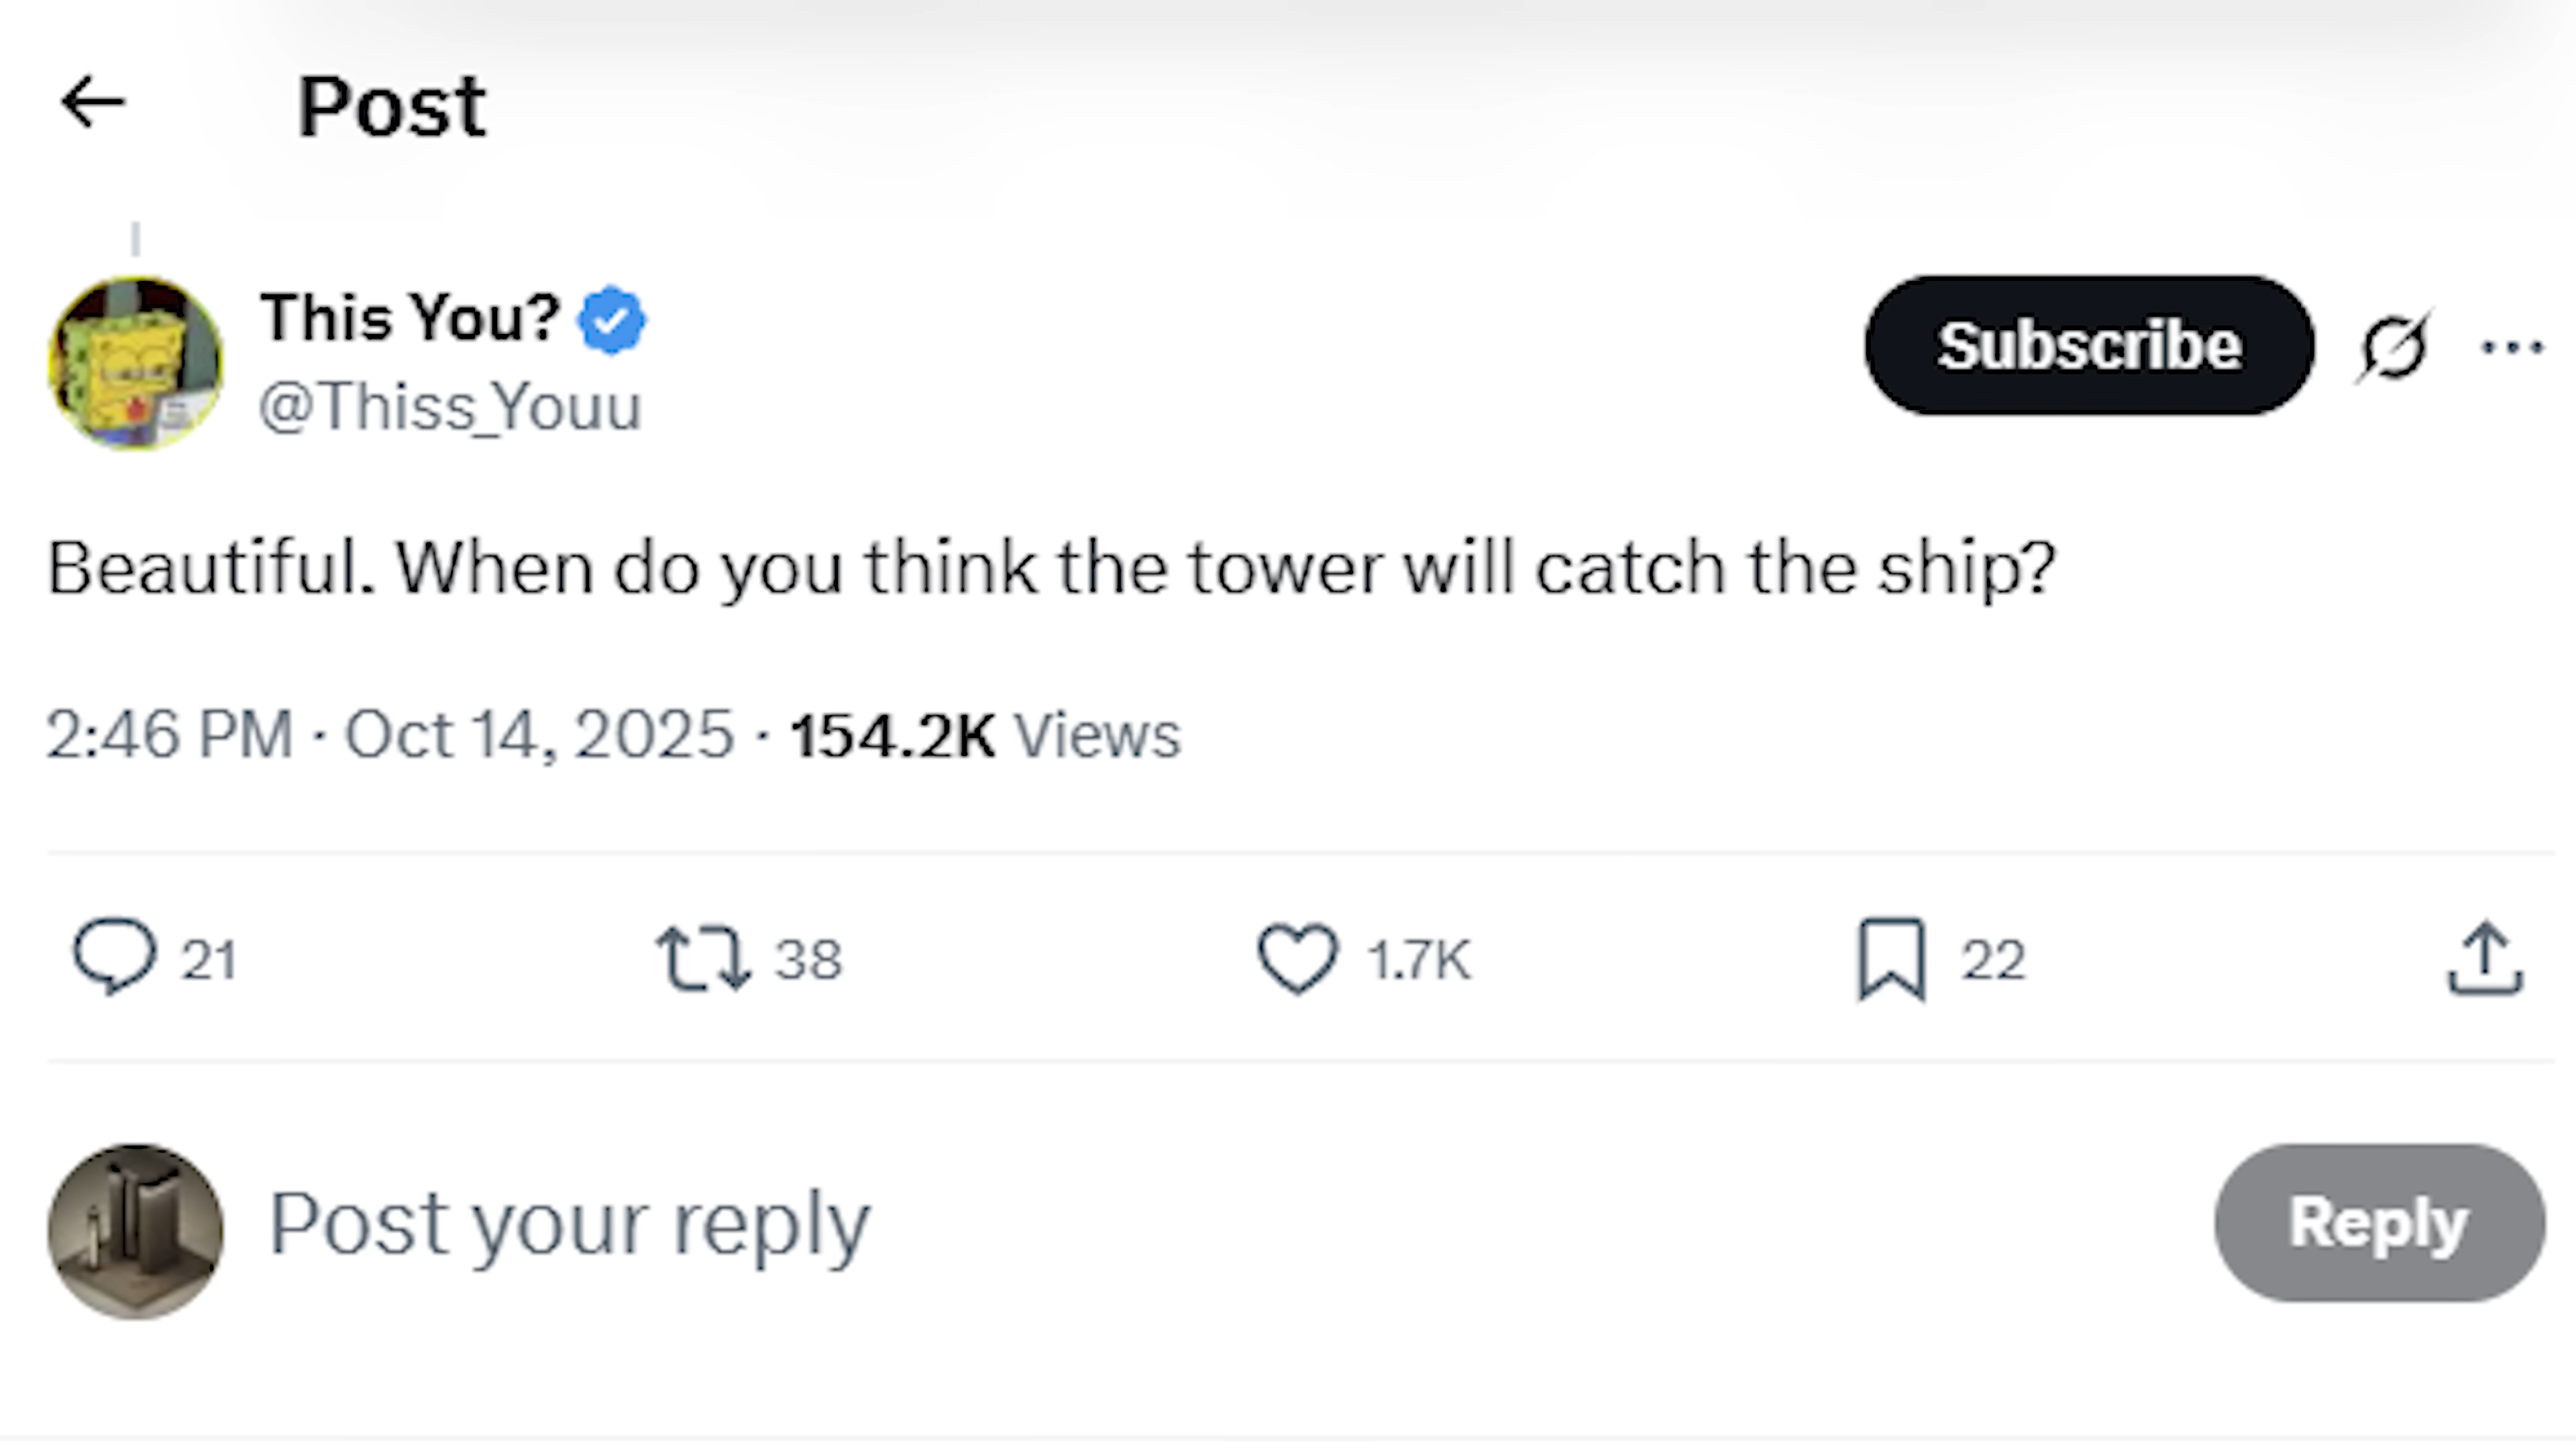 Post
This You?
@Thiss_Youu
Subscribe
Beautiful. When do you think the tower will catch the ship?
2:46 PM · Oct 14, 2025 · 154.2K Views
21 38 1.7K 22
Post your reply
Reply